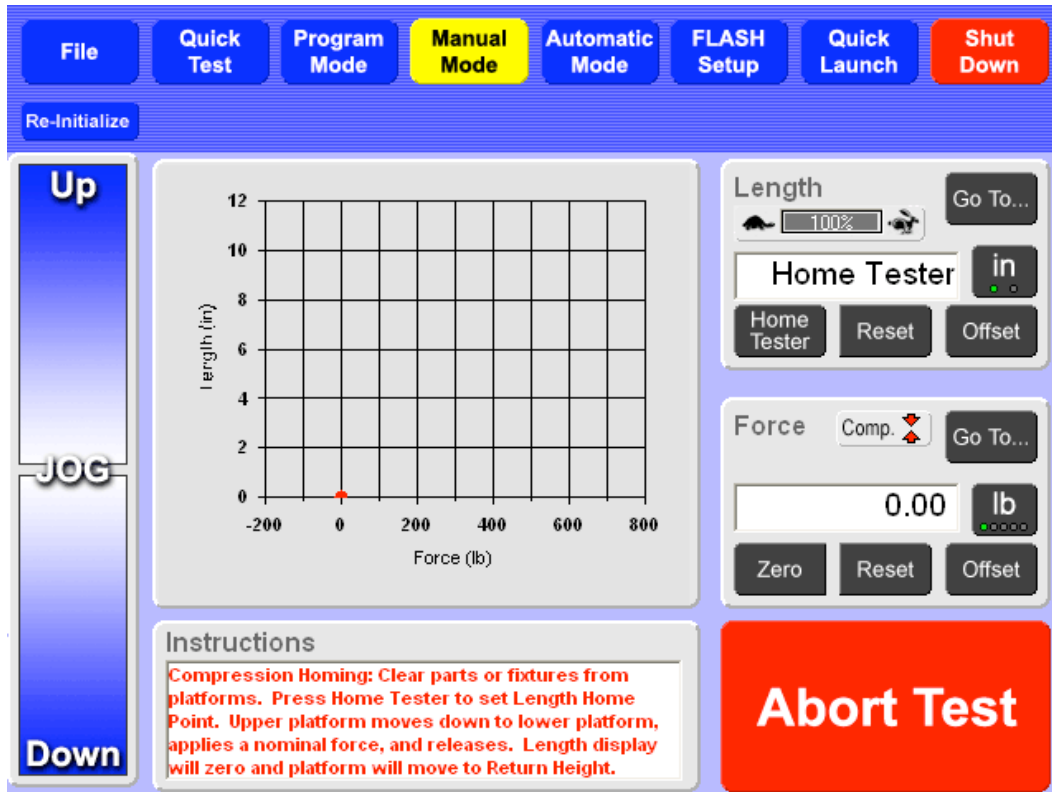 File
Quick
Test
Program
Mode
Manual
Mode
Automatic
Mode
FLASH
Setup
Quick
Launch
Shut
Down
Re-Initialize
Up
JOG
Down
12
10
8
6
4
2
0
Length (in)
-200 0 200 400 600 800
Force (lb)
Length
Go To...
100%
Home Tester
in
Home
Tester
Reset
Offset
Force
Comp.
Go To...
0.00
lb
Zero
Reset
Offset
Instructions
Compression Homing: Clear parts or fixtures from
platforms. Press Home Tester to set Length Home
Point. Upper platform moves down to lower platform,
applies a nominal force, and releases. Length display
will zero and platform will move to Return Height.
Abort Test